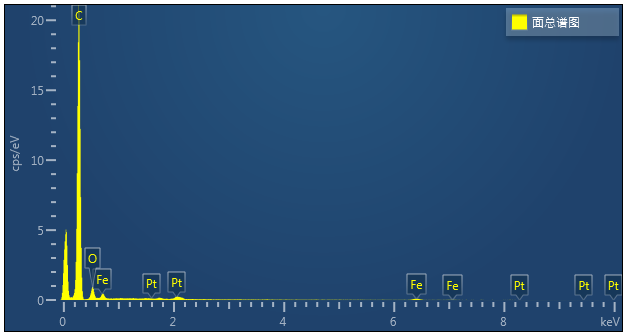 C
面总谱图
20
15
cps/eV
10
5
O
Fe
Pt
Pt
Fe
Fe
Pt
Pt
Pt
0
0
2
4
6
8
keV